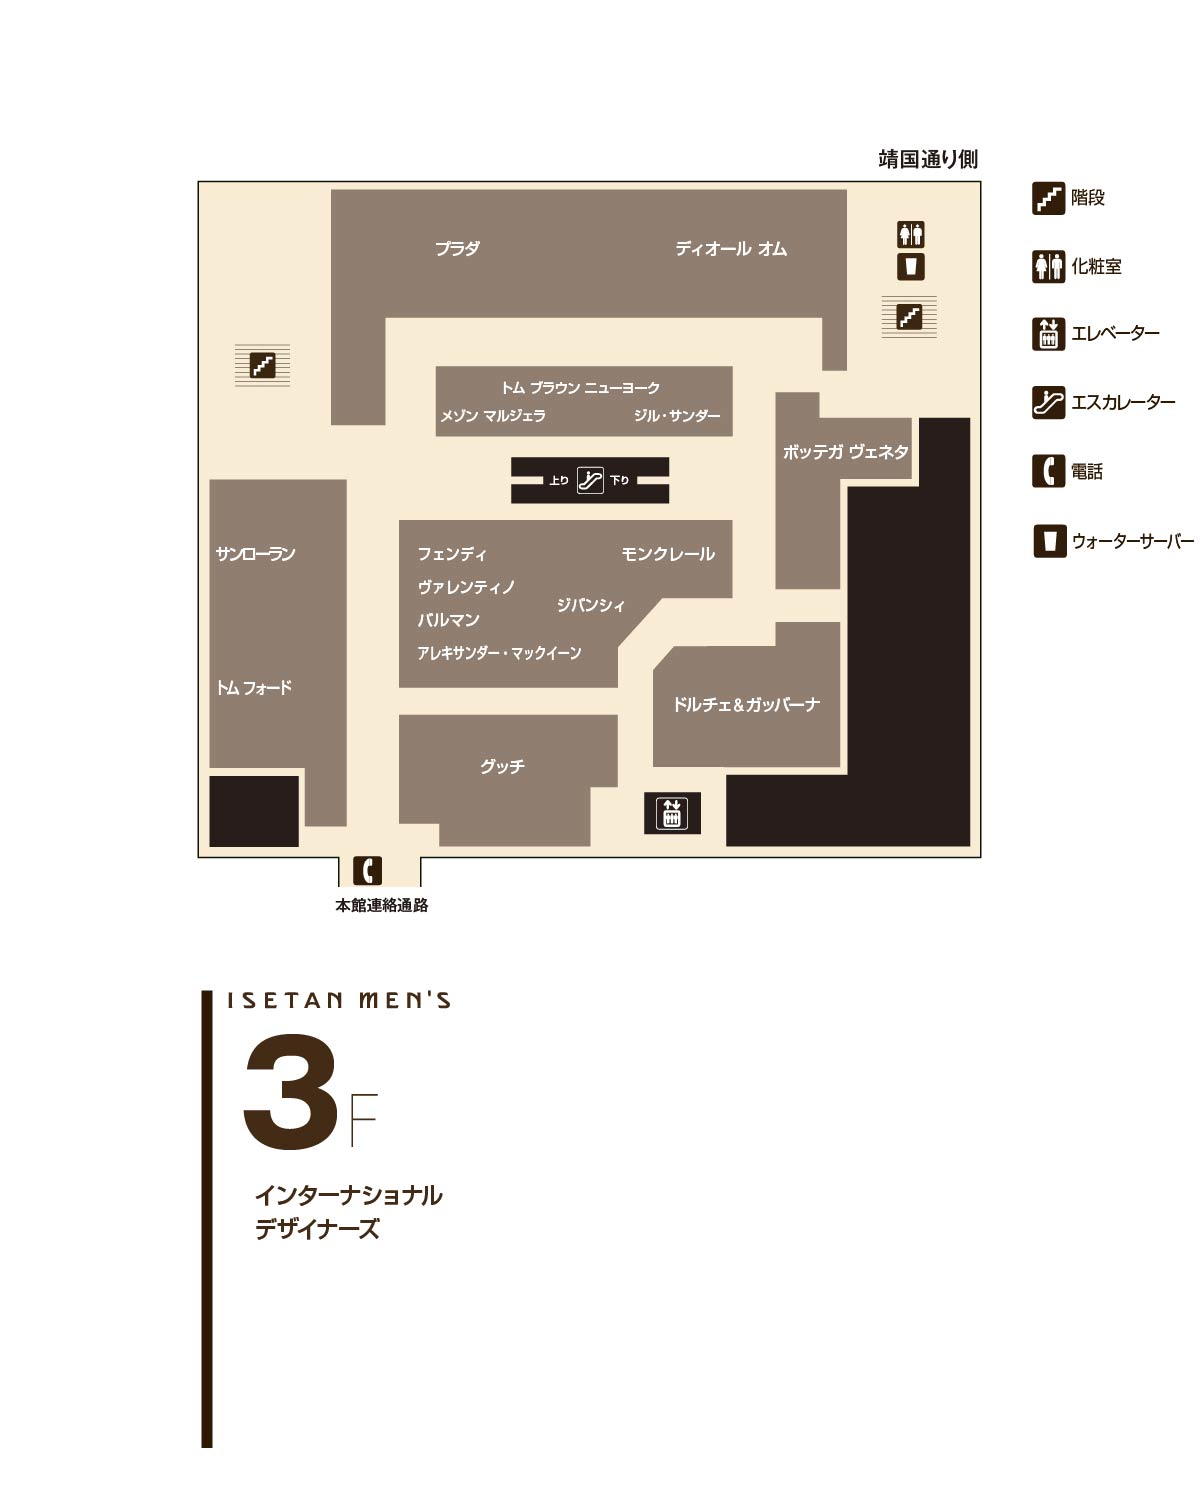 靖国通り側
階段
化粧室
エレベーター
エスカレーター
電話
ウォーターサーバー
プラダ
ディオール オム
トム ブラウン ニューヨーク
メゾン マルジェラ
ジル・サンダー
ボッテガ ヴェネタ
上り
下り
サンローラン
フェンディ
モンクレール
ヴァレンティノ
ジバンシィ
バルマン
アレキサンダー・マックイーン
トム フォード
ドルチェ&ガッバーナ
グッチ
本館連絡通路
ISETAN MEN'S
3F
インターナショナル
デザイナーズ